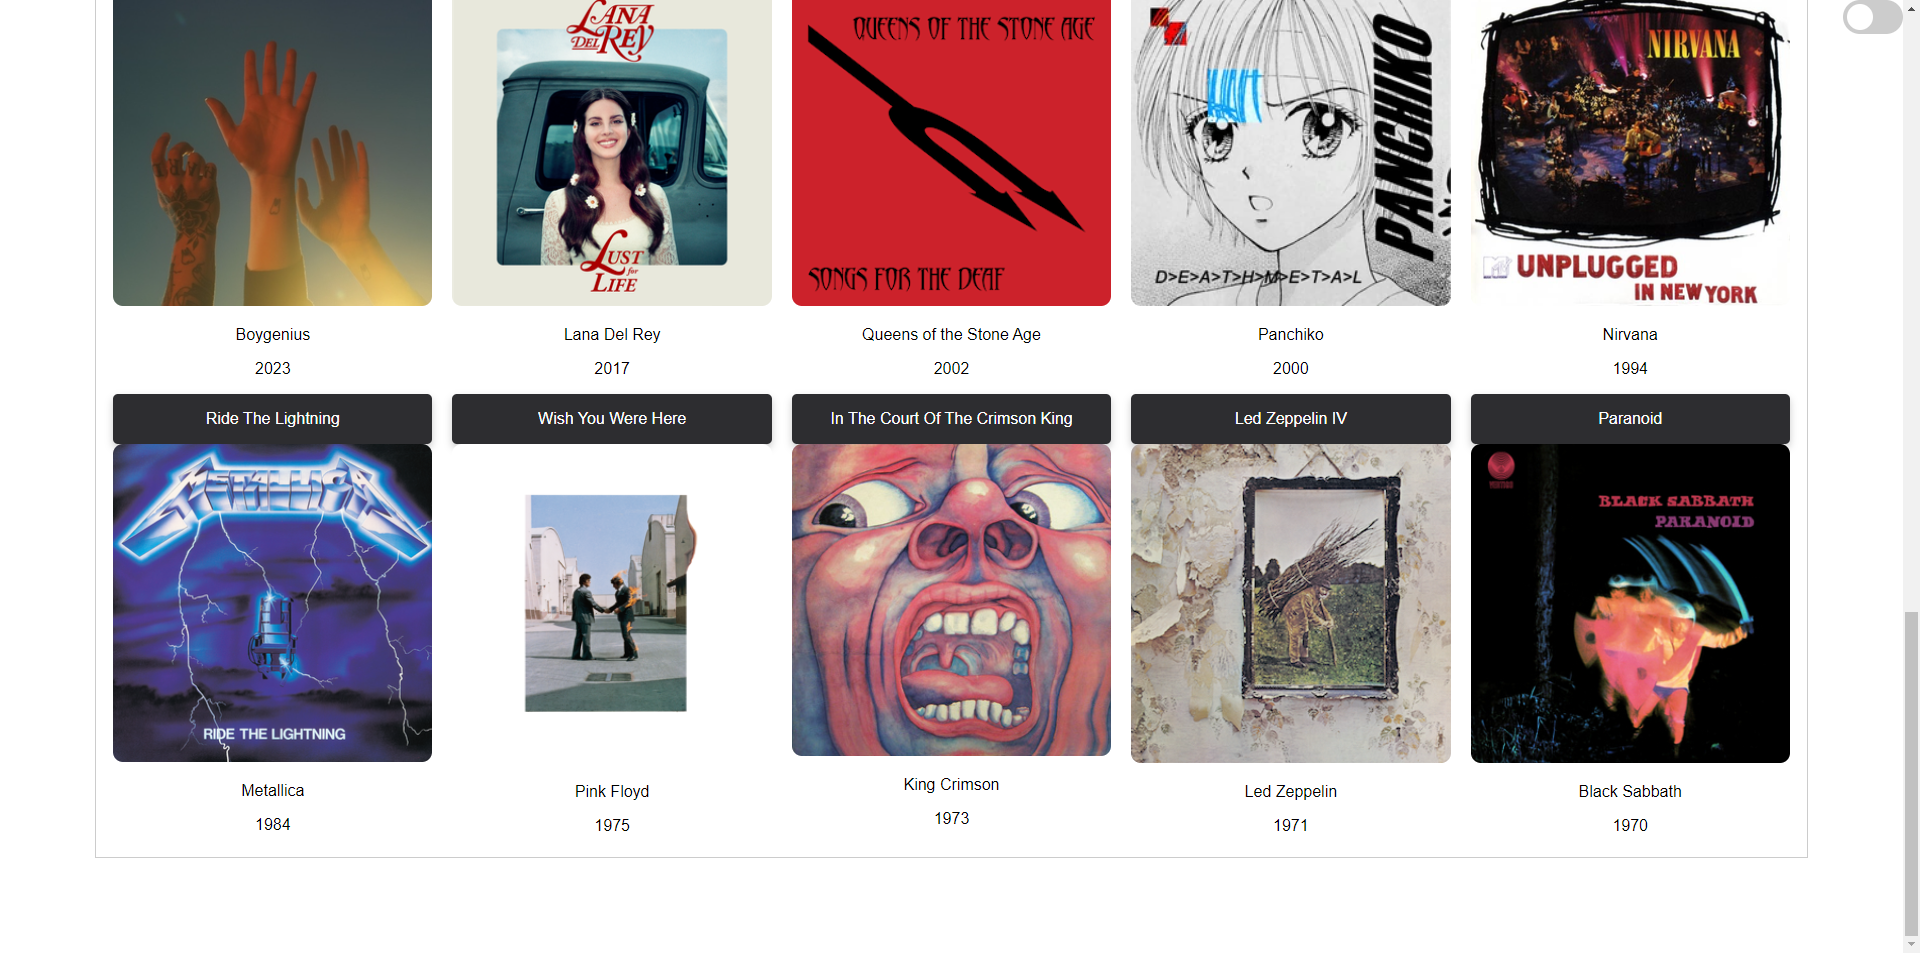 LANA
DEL REY
LUST
for
LIFE
QUEENS OF THE STONE AGE
SONGS FOR THE DEAF
PANCHIKO
D>E>A>T>H>M>E>T>A>L
NIRVANA
MTV
UNPLUGGED
IN NEW YORK
Boygenius
Lana Del Rey
Queens of the Stone Age
Panchiko
Nirvana
2023
2017
2002
2000
1994
Ride The Lightning
Wish You Were Here
In The Court Of The Crimson King
Led Zeppelin IV
Paranoid
METALLICA
RIDE THE LIGHTNING
BLACK SABBATH
PARANOID
Metallica
Pink Floyd
King Crimson
Led Zeppelin
Black Sabbath
1984
1975
1973
1971
1970